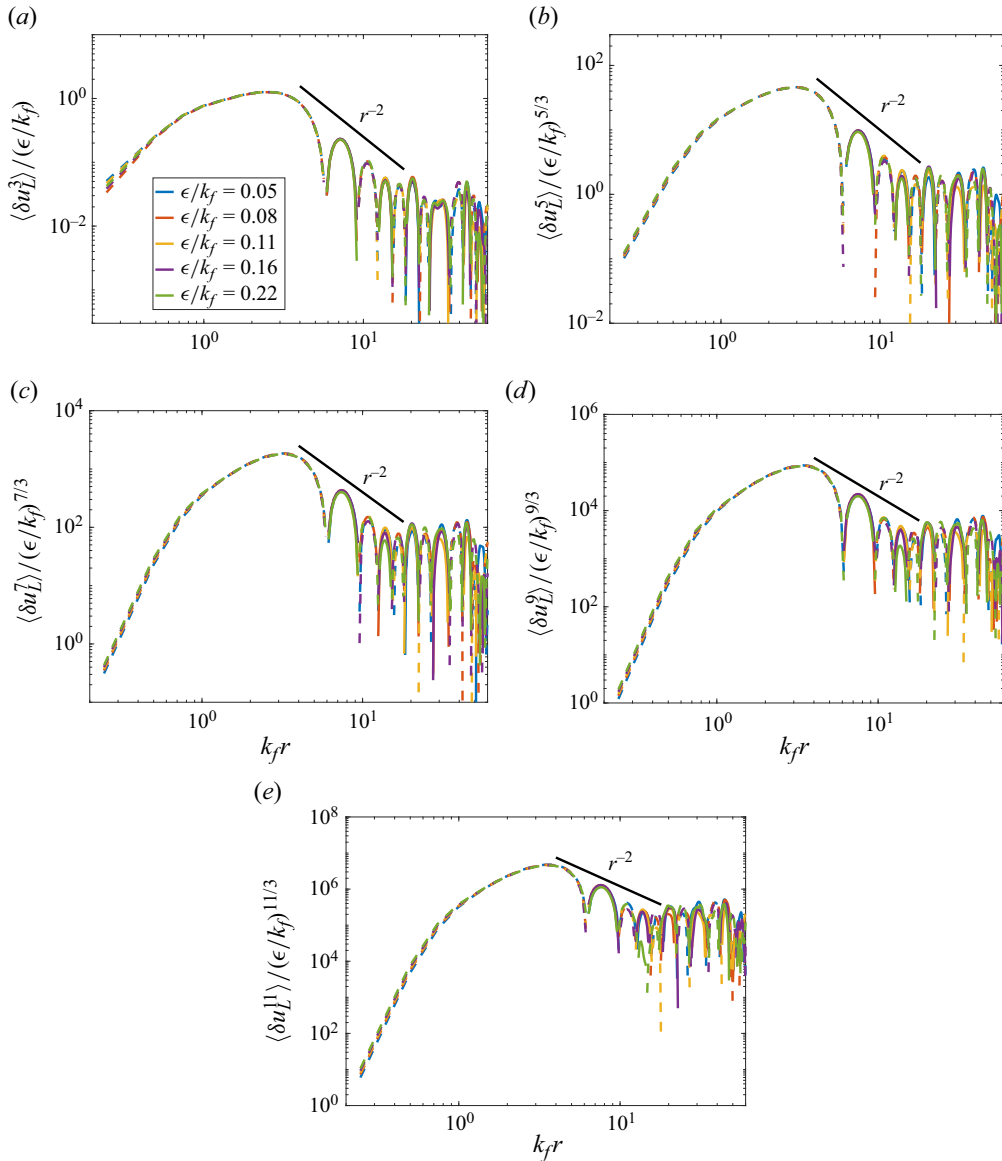 (a)
⟨δu_L^3⟩/(ϵ/k_f)
10^0
10^−2
10^0
10^1
r^−2
ϵ/k_f = 0.05
ϵ/k_f = 0.08
ϵ/k_f = 0.11
ϵ/k_f = 0.16
ϵ/k_f = 0.22
(b)
⟨δu_L^5⟩/(ϵ/k_f)^5/3
10^2
10^0
10^−2
10^0
10^1
r^−2
(c)
⟨δu_L^7⟩/(ϵ/k_f)^7/3
10^4
10^2
10^0
10^0
10^1
r^−2
k_f r
(d)
⟨δu_L^9⟩/(ϵ/k_f)^9/3
10^6
10^4
10^2
10^0
10^0
10^1
r^−2
k_f r
(e)
⟨δu_L^11⟩/(ϵ/k_f)^11/3
10^8
10^6
10^4
10^2
10^0
10^0
10^1
r^−2
k_f r